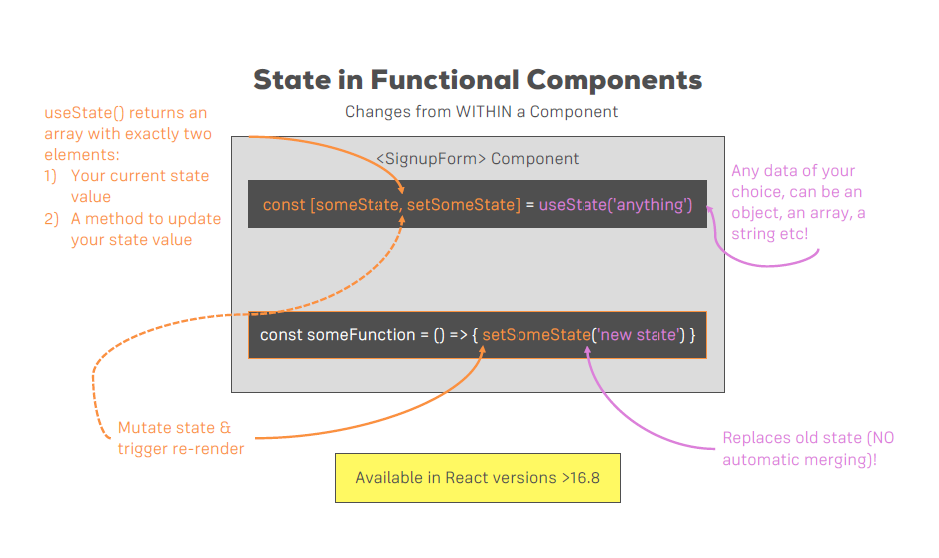 State in Functional Components
Changes from WITHIN a Component
useState() returns an
array with exactly two
elements:
1) Your current state
value
2) A method to update
your state value
<SignupForm> Component
const [someState, setSomeState] = useState('anything')
Any data of your
choice, can be an
object, an array, a
string etc!
const someFunction = () => { setSomeState('new state') }
Mutate state &
trigger re-render
Replaces old state (NO
automatic merging)!
Available in React versions >16.8